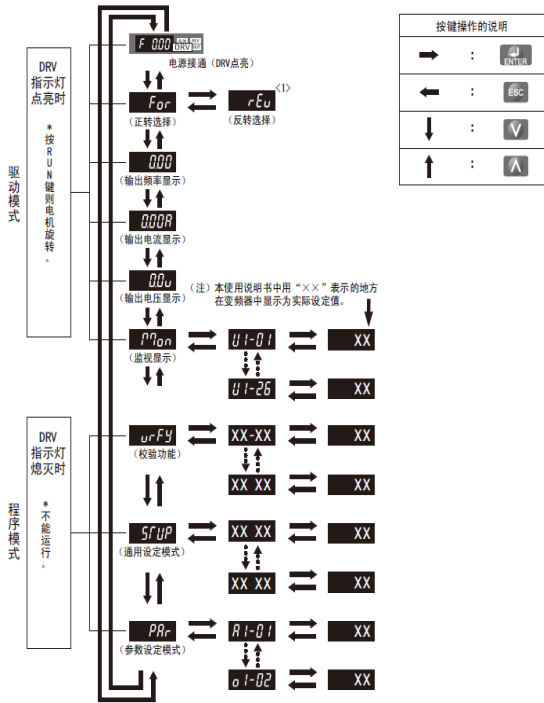 F 0.00
DRV
电源接通（DRV点亮）
For
rEv
<1>
（正转选择）
（反转选择）
0.00
（输出频率显示）
0.00A
（输出电流显示）
0.0v
（输出电压显示）
（注）本使用说明书中用“××”表示的地方
在变频器中显示为实际设定值。
Mon
U1-01
XX
（监视显示）
U1-26
XX
vrFy
XX-XX
XX
（校验功能）
XX XX
XX
STUP
XX XX
XX
（通用设定模式）
XX XX
XX
PAr
A1-01
XX
（参数设定模式）
o1-02
XX
驱动模式
DRV
指示灯
点亮时
*按RUN键则电机旋转。
程序模式
DRV
指示灯
熄灭时
*不能运行。
按键操作的说明
→ : ENTER
← : ESC
↓ : ∨
↑ : ∧